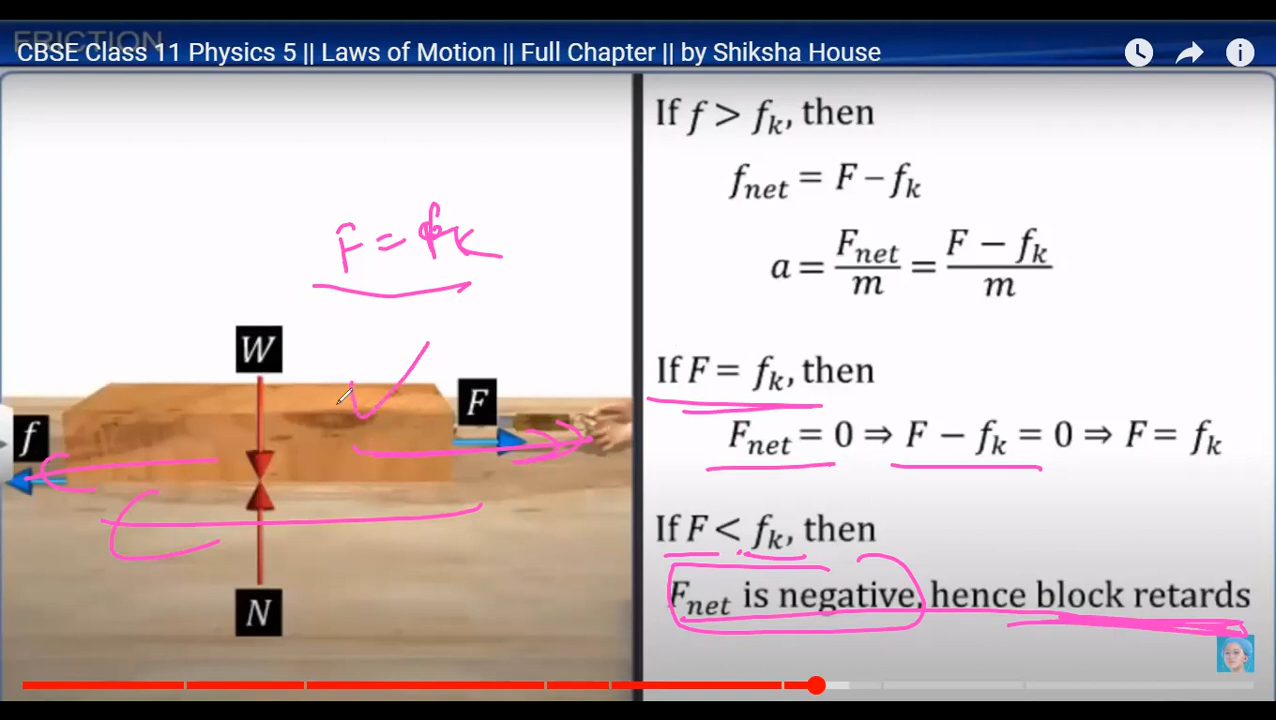 FRICTION
CBSE Class 11 Physics 5 || Laws of Motion || Full Chapter || by Shiksha House
If f > fₖ, then
fₙₑₜ = F – fₖ
a = Fₙₑₜ/m = F – fₖ/m
F = fk
W
F
f
N
If F = fₖ, then
Fₙₑₜ = 0 ⇒ F – fₖ = 0 ⇒ F = fₖ
If F < fₖ, then
Fₙₑₜ is negative, hence block retards